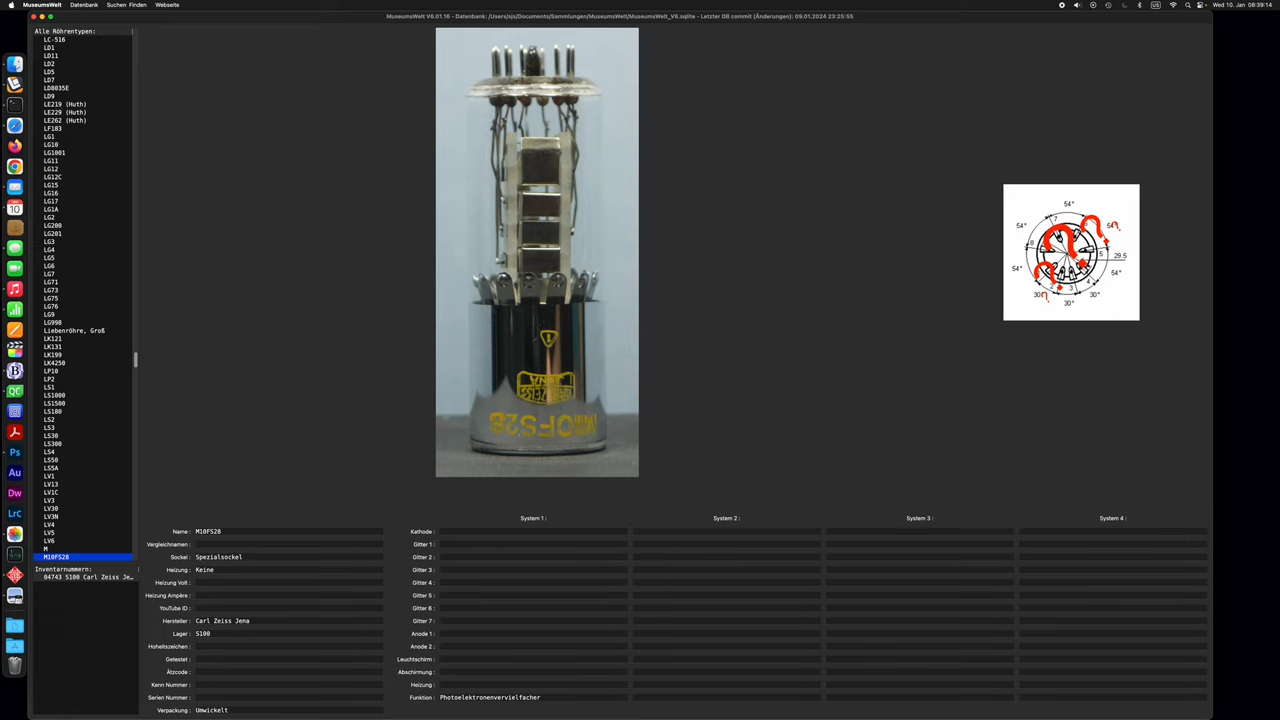 MuseumsWelt Datenbank Suchen Finden Webseite
Wed 10. Jan 08:39:14
MuseumsWelt V6.01.16 - Datenbank: /Users/sjs/Documents/Sammlungen/MuseumsWelt/MuseumsWelt_V6.sqlite - Letzter DB commit (Änderungen): 09.01.2024 23:25:55
Alle Röhrentypen:
LC-516
LD1
LD11
LD2
LD5
LD7
LD8035E
LD9
LE219 (Huth)
LE229 (Huth)
LE262 (Huth)
LF183
LG1
LG10
LG1001
LG11
LG12
LG12C
LG15
LG16
LG17
LG1A
LG2
LG200
LG201
LG3
LG4
LG5
LG6
LG7
LG71
LG73
LG75
LG76
LG9
LG998
Liebenröhre, Groß
LK121
LK131
LK199
LK4250
LP10
LP2
LS1
LS1000
LS1500
LS180
LS2
LS3
LS30
LS300
LS4
LS50
LS5A
LV1
LV13
LV1C
LV3
LV30
LV3N
LV4
LV5
LV6
M
M10FS28
Inventarnummern:
04743 S100 Carl Zeiss Je…
JENA
M10FS28
54°
54° 7
8 5 29.5
54° 54°
3 4
30° 30°
30°
System 1 : System 2 : System 3 : System 4 :
Name : M10FS28
Vergleichnamen :
Sockel : Spezialsockel
Heizung : Keine
Heizung Volt :
Heizung Ampère :
YouTube ID :
Hersteller : Carl Zeiss Jena
Lager : S100
Hoheitszeichen :
Getestet :
Ätzcode :
Kenn Nummer :
Serien Nummer :
Verpackung : Umwickelt
Kathode :
Gitter 1 :
Gitter 2 :
Gitter 3 :
Gitter 4 :
Gitter 5 :
Gitter 6 :
Gitter 7 :
Anode 1 :
Anode 2 :
Leuchtschirm :
Abschirmung :
Heizung :
Funktion : Photoelektronenvervielfacher